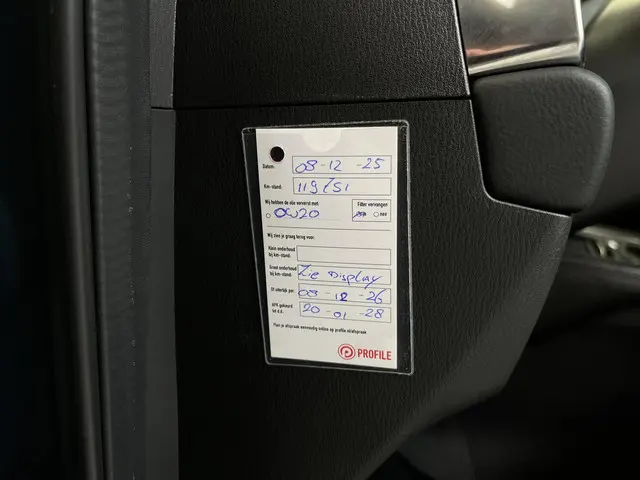 Datum: 08-12-25
Km-stand: 119751
Wij hebben de olie ververst met: Filter vervangen
0W20 JA NEE
Wij zien je graag terug voor:
Klein onderhoud
bij km-stand:
Groot onderhoud
bij km-stand: Zie Display
Of uiterlijk per: 08-12-26
APK gekeurd
tot d.d. 20-01-28
Plan je afspraak eenvoudig online op profile.nl/afspraak
PROFILE